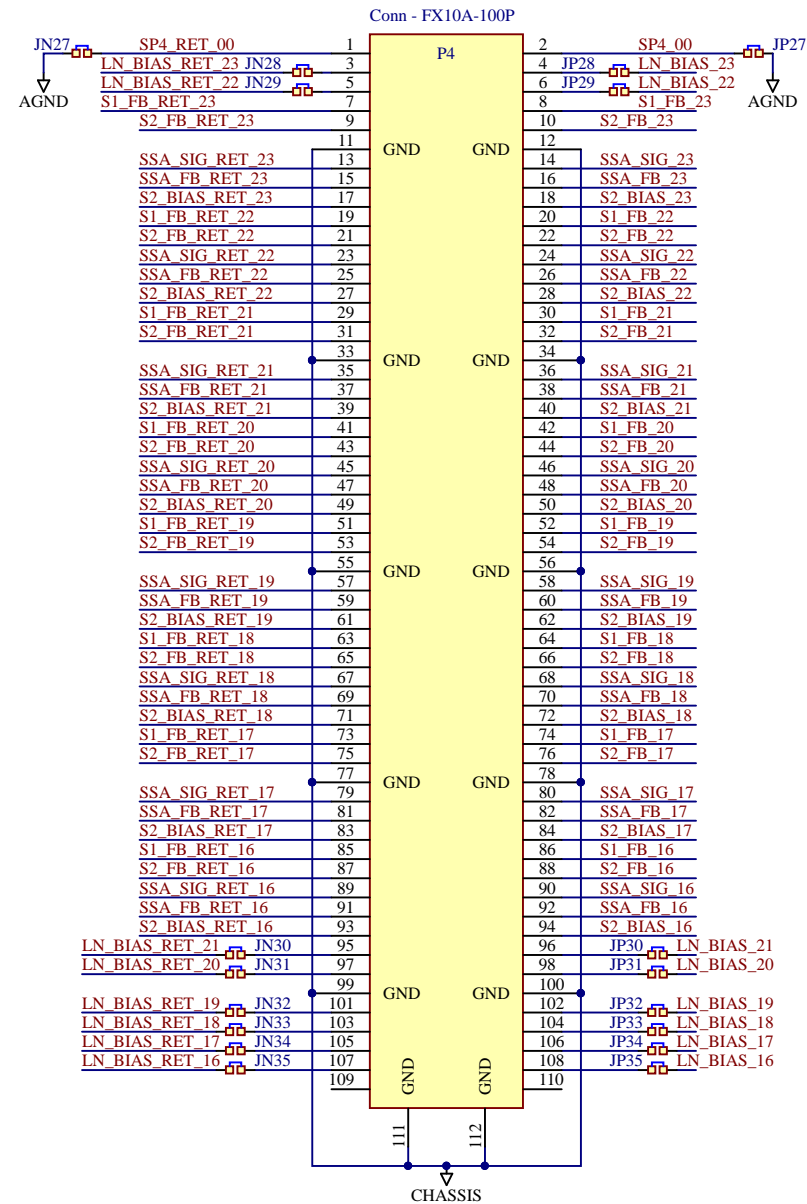 Conn - FX10A-100P
JN27 SP4_RET_00 1 P4 2 SP4_00 JP27
LN_BIAS_RET_23 JN28 3 4 JP28 LN_BIAS_23
LN_BIAS_RET_22 JN29 5 6 JP29 LN_BIAS_22
AGND S1_FB_RET_23 7 8 S1_FB_23 AGND
S2_FB_RET_23 9 10 S2_FB_23
11 GND GND 12
SSA_SIG_RET_23 13 14 SSA_SIG_23
SSA_FB_RET_23 15 16 SSA_FB_23
S2_BIAS_RET_23 17 18 S2_BIAS_23
S1_FB_RET_22 19 20 S1_FB_22
S2_FB_RET_22 21 22 S2_FB_22
SSA_SIG_RET_22 23 24 SSA_SIG_22
SSA_FB_RET_22 25 26 SSA_FB_22
S2_BIAS_RET_22 27 28 S2_BIAS_22
S1_FB_RET_21 29 30 S1_FB_21
S2_FB_RET_21 31 32 S2_FB_21
33 GND GND 34
SSA_SIG_RET_21 35 36 SSA_SIG_21
SSA_FB_RET_21 37 38 SSA_FB_21
S2_BIAS_RET_21 39 40 S2_BIAS_21
S1_FB_RET_20 41 42 S1_FB_20
S2_FB_RET_20 43 44 S2_FB_20
SSA_SIG_RET_20 45 46 SSA_SIG_20
SSA_FB_RET_20 47 48 SSA_FB_20
S2_BIAS_RET_20 49 50 S2_BIAS_20
S1_FB_RET_19 51 52 S1_FB_19
S2_FB_RET_19 53 54 S2_FB_19
55 GND GND 56
SSA_SIG_RET_19 57 58 SSA_SIG_19
SSA_FB_RET_19 59 60 SSA_FB_19
S2_BIAS_RET_19 61 62 S2_BIAS_19
S1_FB_RET_18 63 64 S1_FB_18
S2_FB_RET_18 65 66 S2_FB_18
SSA_SIG_RET_18 67 68 SSA_SIG_18
SSA_FB_RET_18 69 70 SSA_FB_18
S2_BIAS_RET_18 71 72 S2_BIAS_18
S1_FB_RET_17 73 74 S1_FB_17
S2_FB_RET_17 75 76 S2_FB_17
77 GND GND 78
SSA_SIG_RET_17 79 80 SSA_SIG_17
SSA_FB_RET_17 81 82 SSA_FB_17
S2_BIAS_RET_17 83 84 S2_BIAS_17
S1_FB_RET_16 85 86 S1_FB_16
S2_FB_RET_16 87 88 S2_FB_16
SSA_SIG_RET_16 89 90 SSA_SIG_16
SSA_FB_RET_16 91 92 SSA_FB_16
S2_BIAS_RET_16 93 94 S2_BIAS_16
LN_BIAS_RET_21 JN30 95 96 JP30 LN_BIAS_21
LN_BIAS_RET_20 JN31 97 98 JP31 LN_BIAS_20
99 GND GND 100
LN_BIAS_RET_19 JN32 101 102 JP32 LN_BIAS_19
LN_BIAS_RET_18 JN33 103 104 JP33 LN_BIAS_18
LN_BIAS_RET_17 JN34 105 106 JP34 LN_BIAS_17
LN_BIAS_RET_16 JN35 107 108 JP35 LN_BIAS_16
109 GND GND 110
111 112
CHASSIS